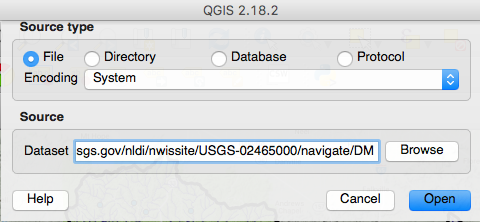 QGIS 2.18.2
Source type
File Directory Database Protocol
Encoding System
Source
Dataset sgs.gov/nldi/nwissite/USGS-02465000/navigate/DM Browse
Help Cancel Open